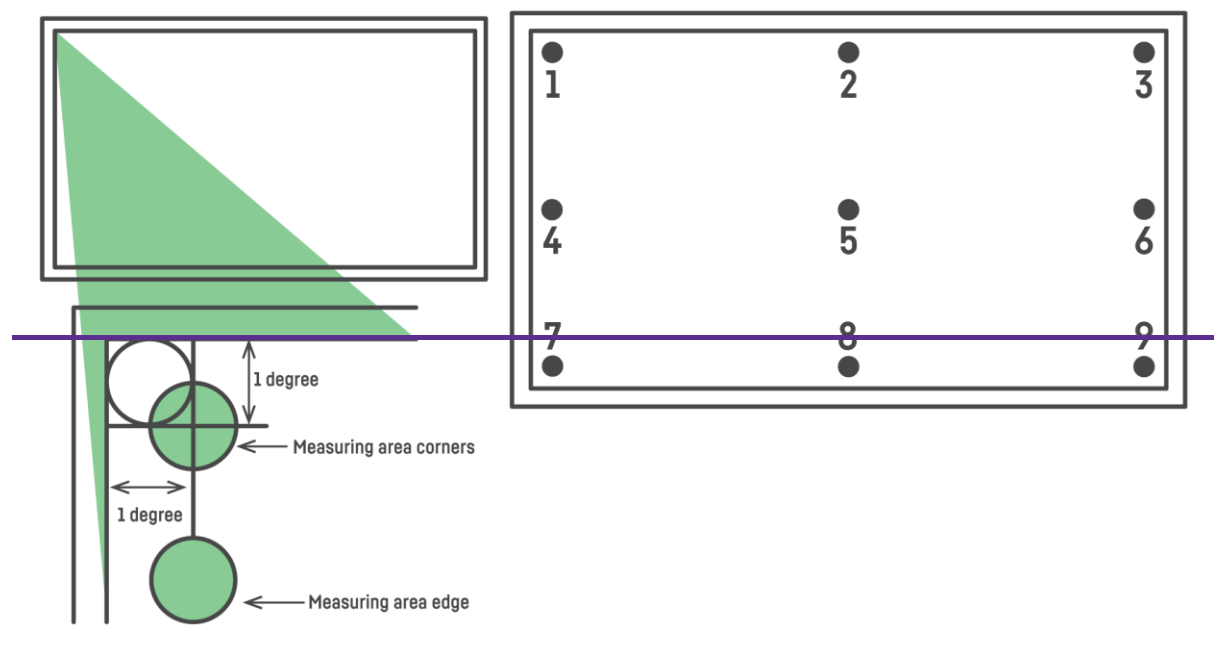 1 2 3
4 5 6
7 8 9
1 degree
Measuring area corners
1 degree
Measuring area edge